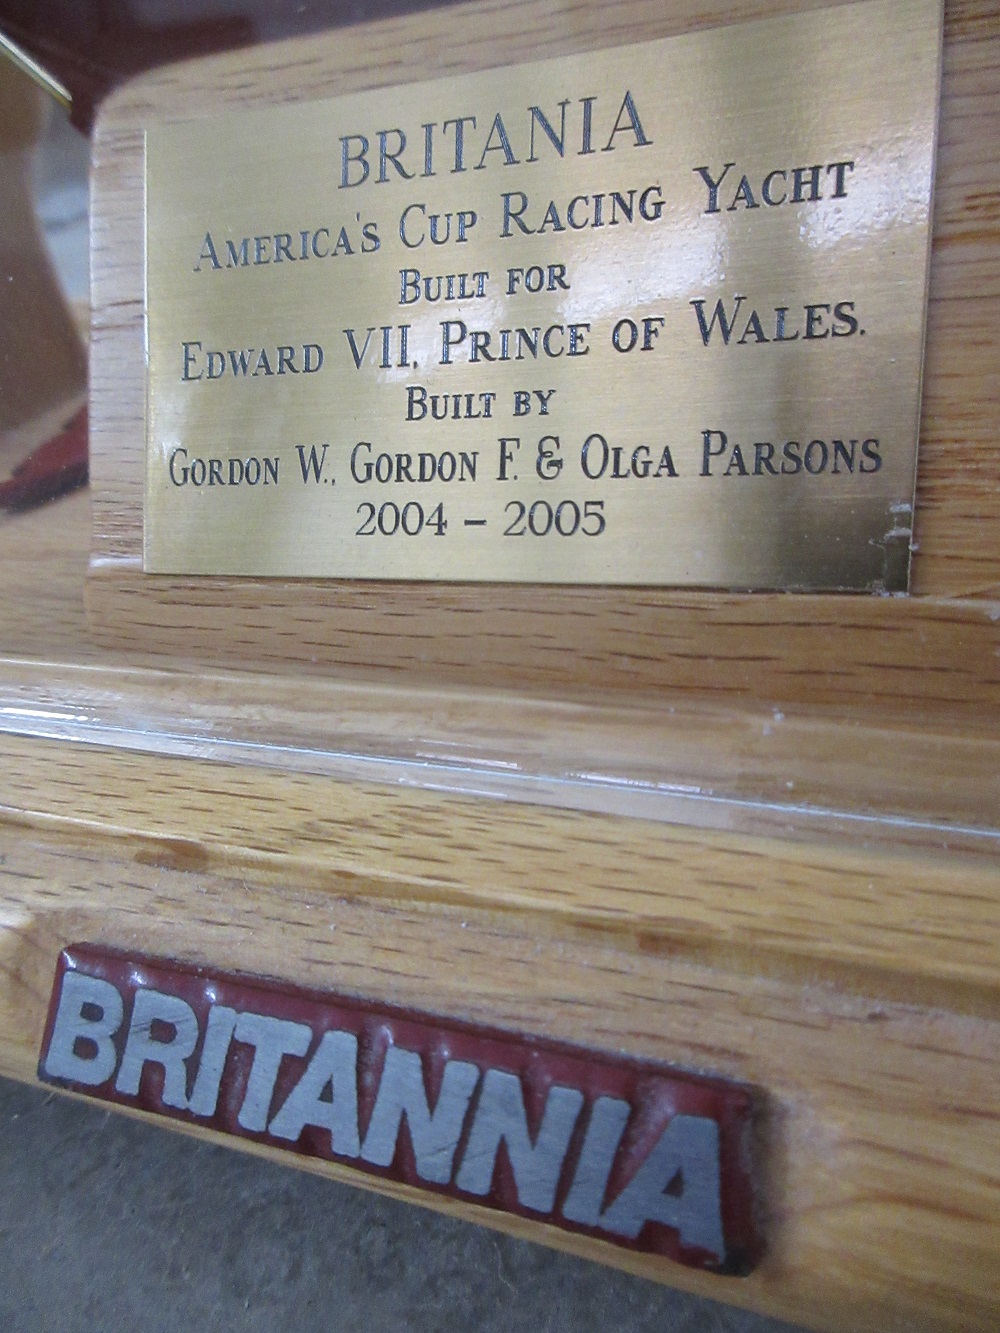 BRITANIA
AMERICA'S CUP RACING YACHT
BUILT FOR
EDWARD VII, PRINCE OF WALES.
BUILT BY
GORDON W., GORDON F. & OLGA PARSONS
2004 – 2005
BRITANNIA